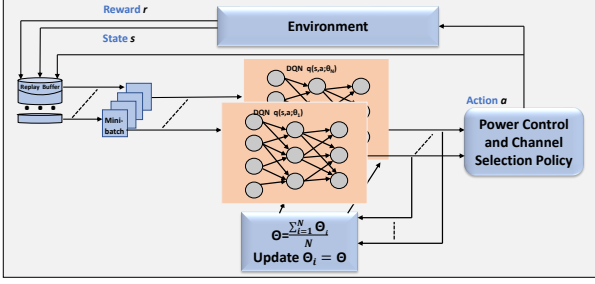 Reward r
Environment
State s
Replay Buffer
Mini-
batch
DQN q(s,a;θN)
DQN q(s,a;θ1)
Action a
Power Control
and Channel
Selection Policy
Θ=∑ᴺᵢ₌₁ Θᵢ / N
Update Θᵢ = Θ